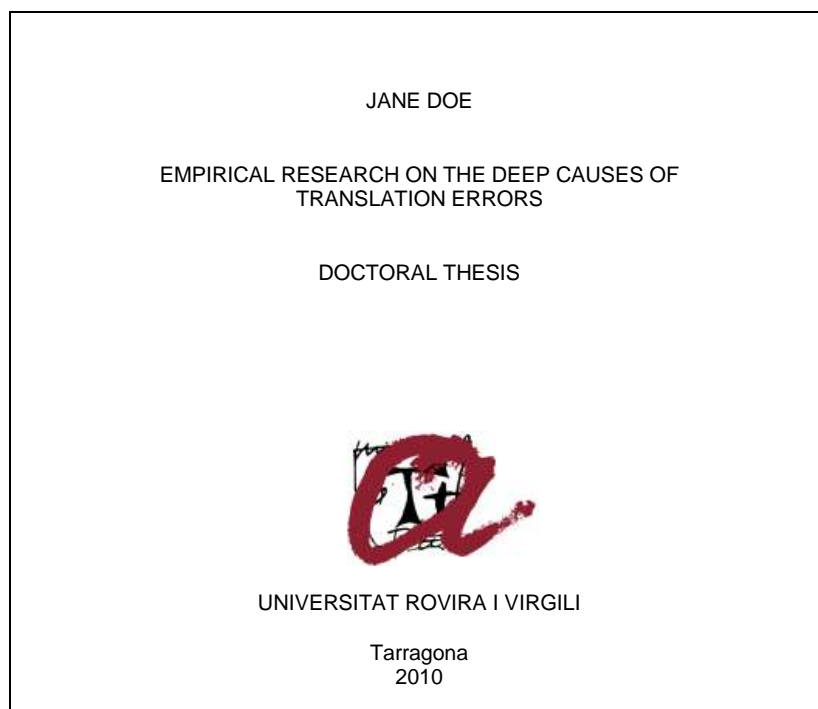 JANE DOE
EMPIRICAL RESEARCH ON THE DEEP CAUSES OF
TRANSLATION ERRORS
DOCTORAL THESIS
UNIVERSITAT ROVIRA I VIRGILI
Tarragona
2010